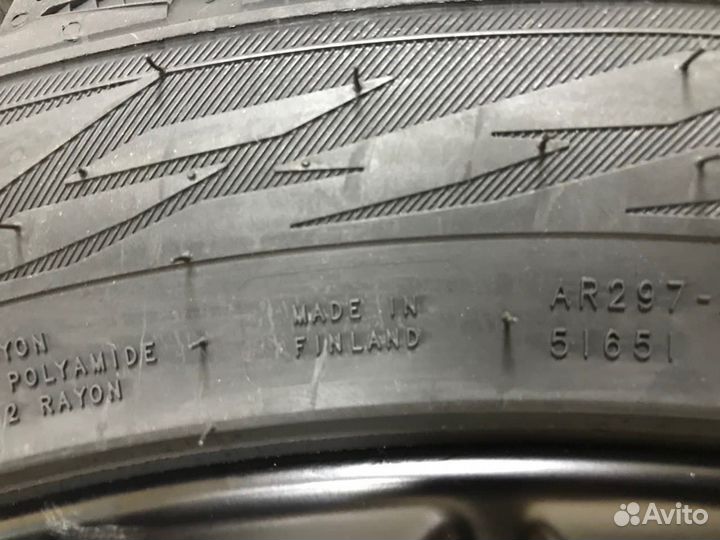 YON
POLYAMIDE
2 RAYON
MADE IN
FINLAND
AR297-
51651
Avito